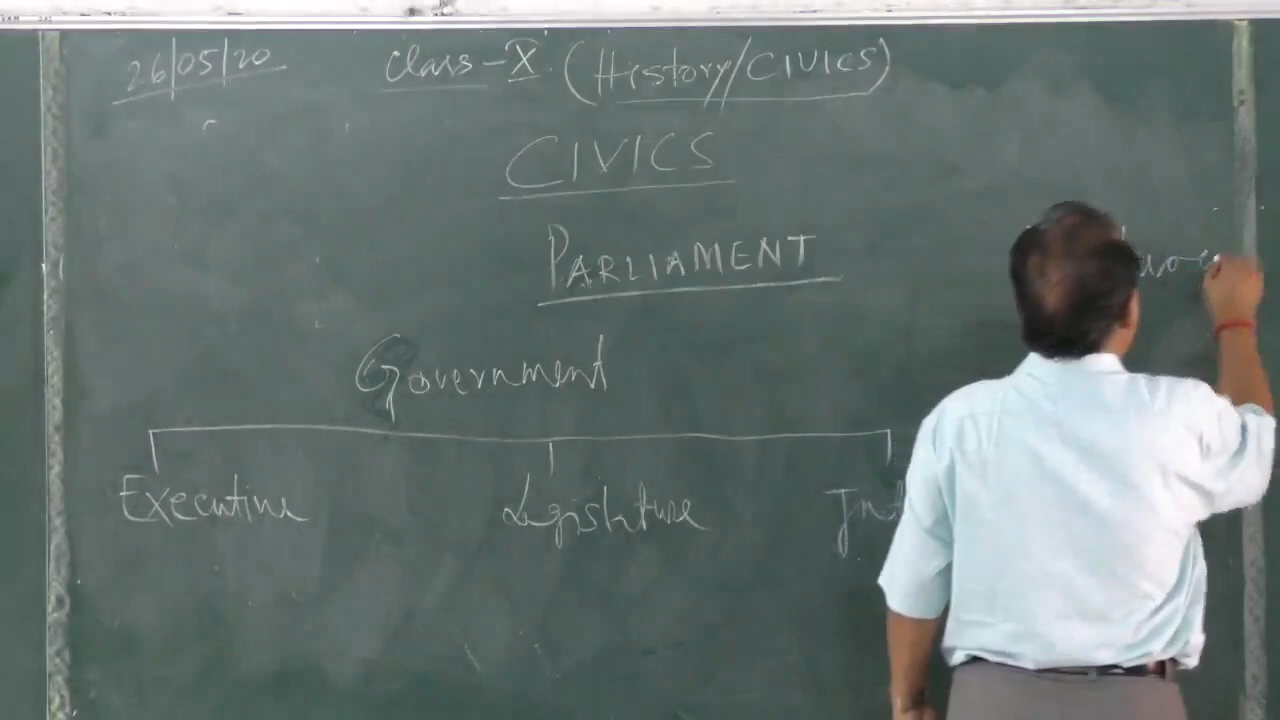 26/05/20 Class-X (History/CIVICS)
CIVICS
PARLIAMENT
Government
Executive Legislature